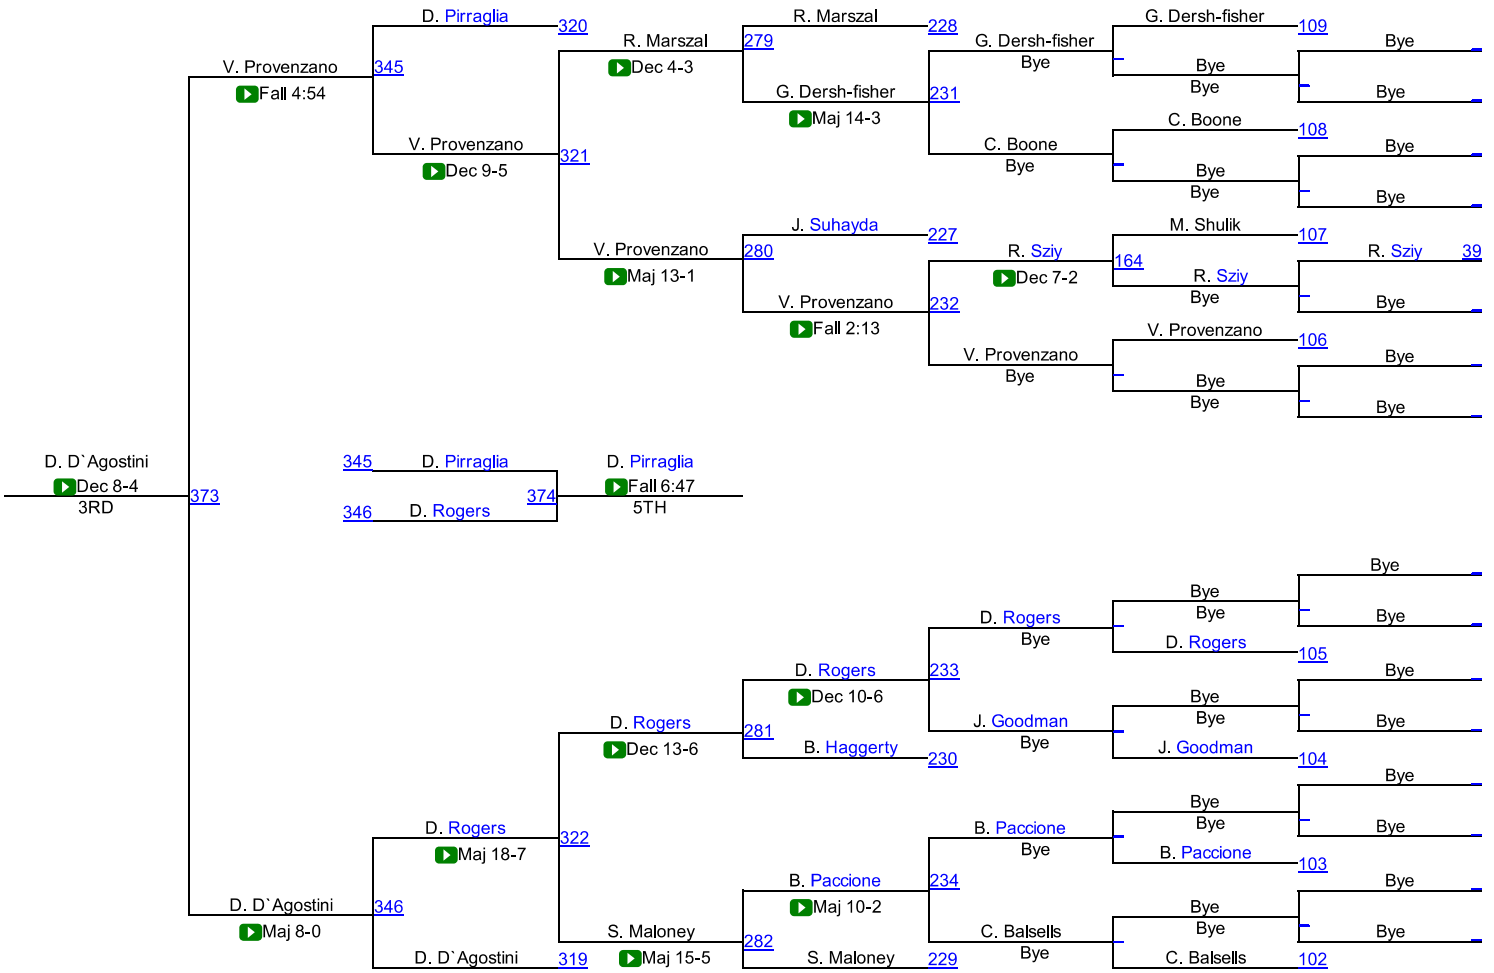 D. Pirraglia
320
R. Marszal
228
G. Dersh-fisher
109
Bye
V. Provenzano
345
Fall 4:54
R. Marszal
279
Dec 4-3
G. Dersh-fisher
Bye
Bye
Bye
Bye
G. Dersh-fisher
231
Maj 14-3
C. Boone
108
V. Provenzano
321
Dec 9-5
C. Boone
Bye
Bye
Bye
Bye
Bye
V. Provenzano
280
Maj 13-1
J. Suhayda
227
M. Shulik
107
R. Sziy
164
Dec 7-2
R. Sziy 39
R. Sziy
Bye
Bye
V. Provenzano
232
Fall 2:13
V. Provenzano
106
V. Provenzano
Bye
Bye
Bye
Bye
Bye
D. D`Agostini
Dec 8-4
3RD
373
345 D. Pirraglia
346 D. Rogers
374
D. Pirraglia
Fall 6:47
5TH
Bye
Bye
Bye
Bye
D. Rogers
Bye
D. Rogers
105
D. Rogers
233
Dec 10-6
Bye
Bye
Bye
Bye
D. Rogers
281
Dec 13-6
J. Goodman
Bye
J. Goodman
104
B. Haggerty
230
Bye
Bye
Bye
Bye
D. Rogers
322
Maj 18-7
B. Paccione
Bye
B. Paccione
103
B. Paccione
234
Maj 10-2
Bye
Bye
Bye
Bye
D. D`Agostini
346
Maj 8-0
S. Maloney
282
Maj 15-5
C. Balsells
Bye
D. D`Agostini
319
S. Maloney
229
C. Balsells
102